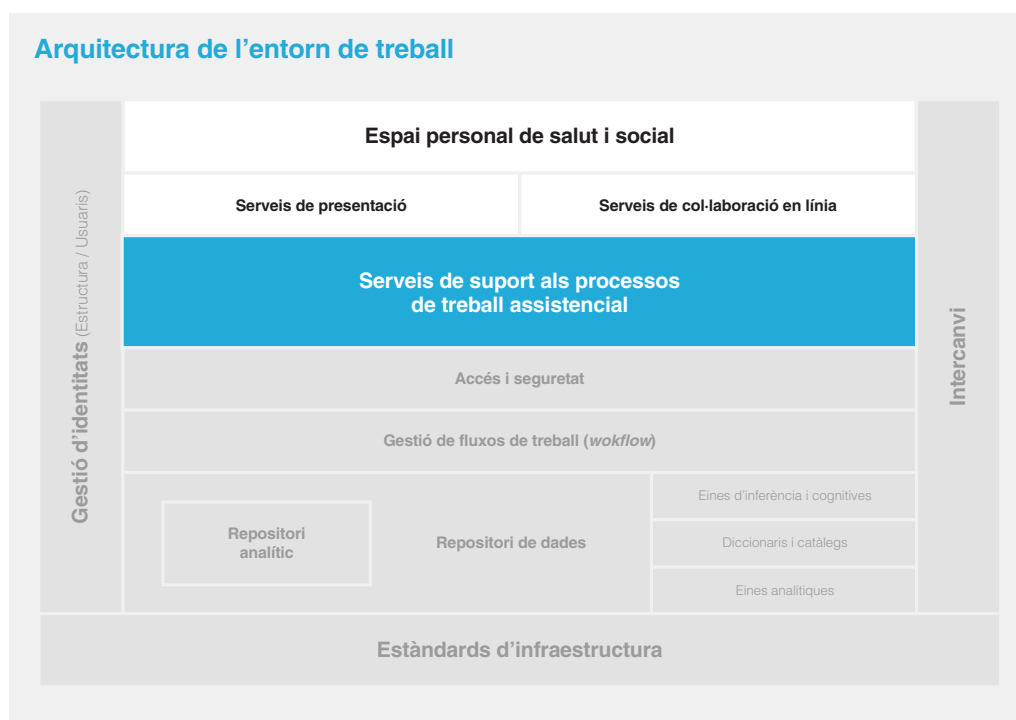 Arquitectura de l’entorn de treball
Gestió d’identitats (Estructura / Usuaris)
Espai personal de salut i social
Serveis de presentació
Serveis de col·laboració en línia
Serveis de suport als processos
de treball assistencial
Accés i seguretat
Gestió de fluxos de treball (wokflow)
Repositori
analític
Repositori de dades
Eines d’inferència i cognitives
Diccionaris i catàlegs
Eines analítiques
Intercanvi
Estàndards d’infraestructura